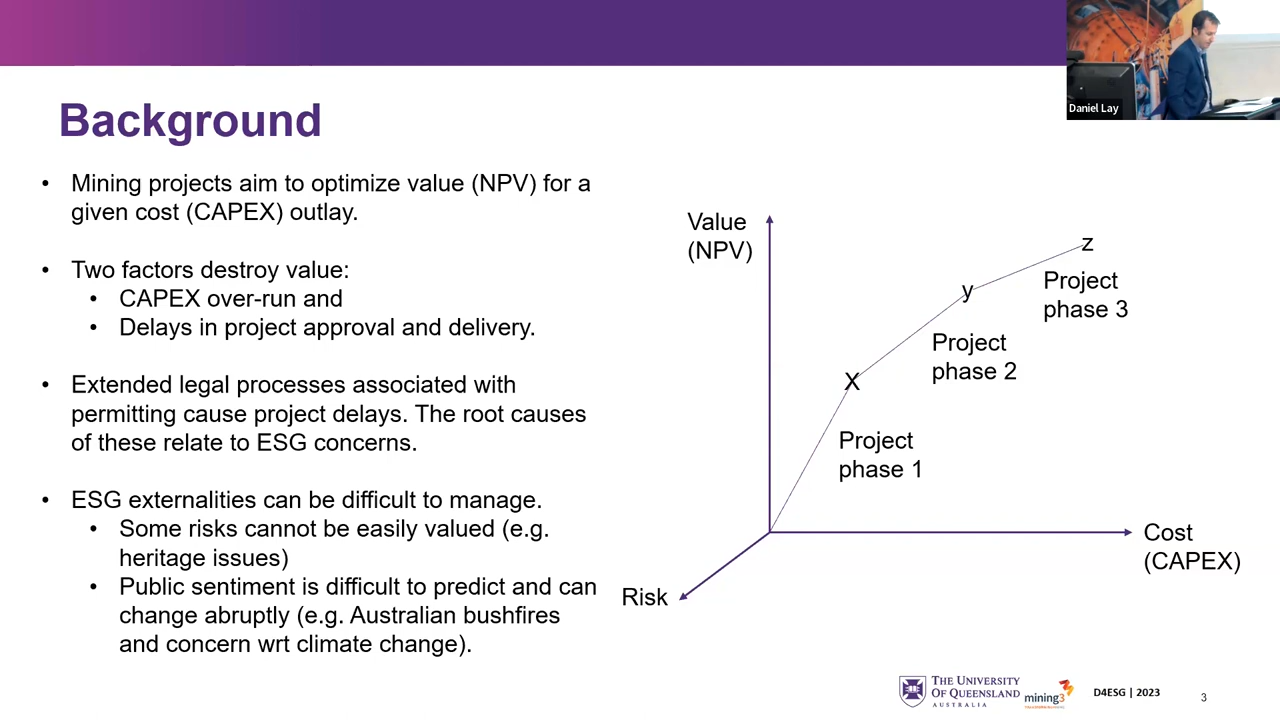 Daniel Lay
Background
• Mining projects aim to optimize value (NPV) for a
given cost (CAPEX) outlay.
• Two factors destroy value:
• CAPEX over-run and
• Delays in project approval and delivery.
• Extended legal processes associated with
permitting cause project delays. The root causes
of these relate to ESG concerns.
• ESG externalities can be difficult to manage.
• Some risks cannot be easily valued (e.g.
heritage issues)
• Public sentiment is difficult to predict and can
change abruptly (e.g. Australian bushfires
and concern wrt climate change).
Value
(NPV)
z
Project
phase 3
y
Project
phase 2
X
Project
phase 1
Cost
(CAPEX)
Risk
THE UNIVERSITY
OF QUEENSLAND
AUSTRALIA
mining3
D4ESG | 2023
3